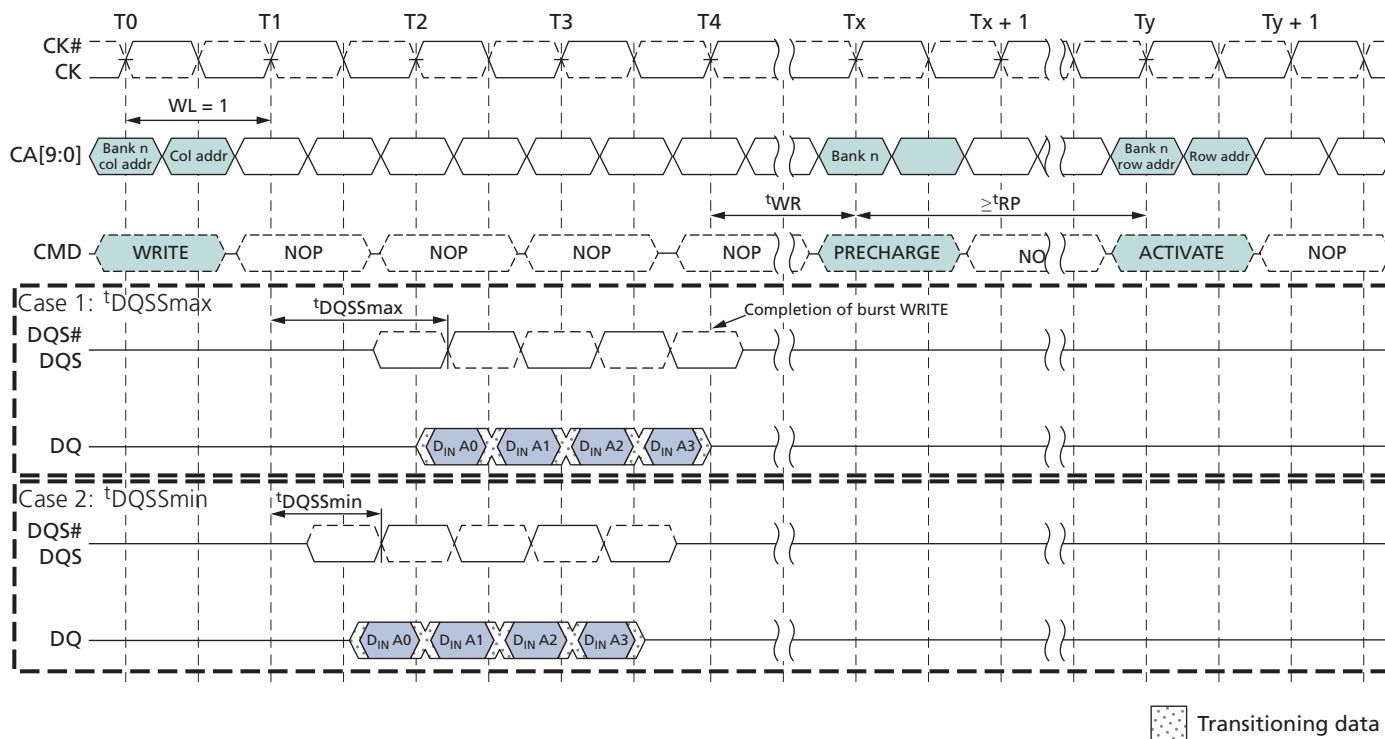 T0 T1 T2 T3 T4 Tx Tx + 1 Ty Ty + 1
CK#
CK
WL = 1
CA[9:0]
Bank n
col addr
Col addr
Bank n
Bank n
row addr
Row addr
tWR
≥tRP
CMD
WRITE NOP NOP NOP NOP PRECHARGE NO ACTIVATE NOP
Case 1: tDQSSmax
tDQSSmax
Completion of burst WRITE
DQS#
DQS
DQ
DIN A0 DIN A1 DIN A2 DIN A3
Case 2: tDQSSmin
tDQSSmin
DQS#
DQS
DQ
DIN A0 DIN A1 DIN A2 DIN A3
Transitioning data